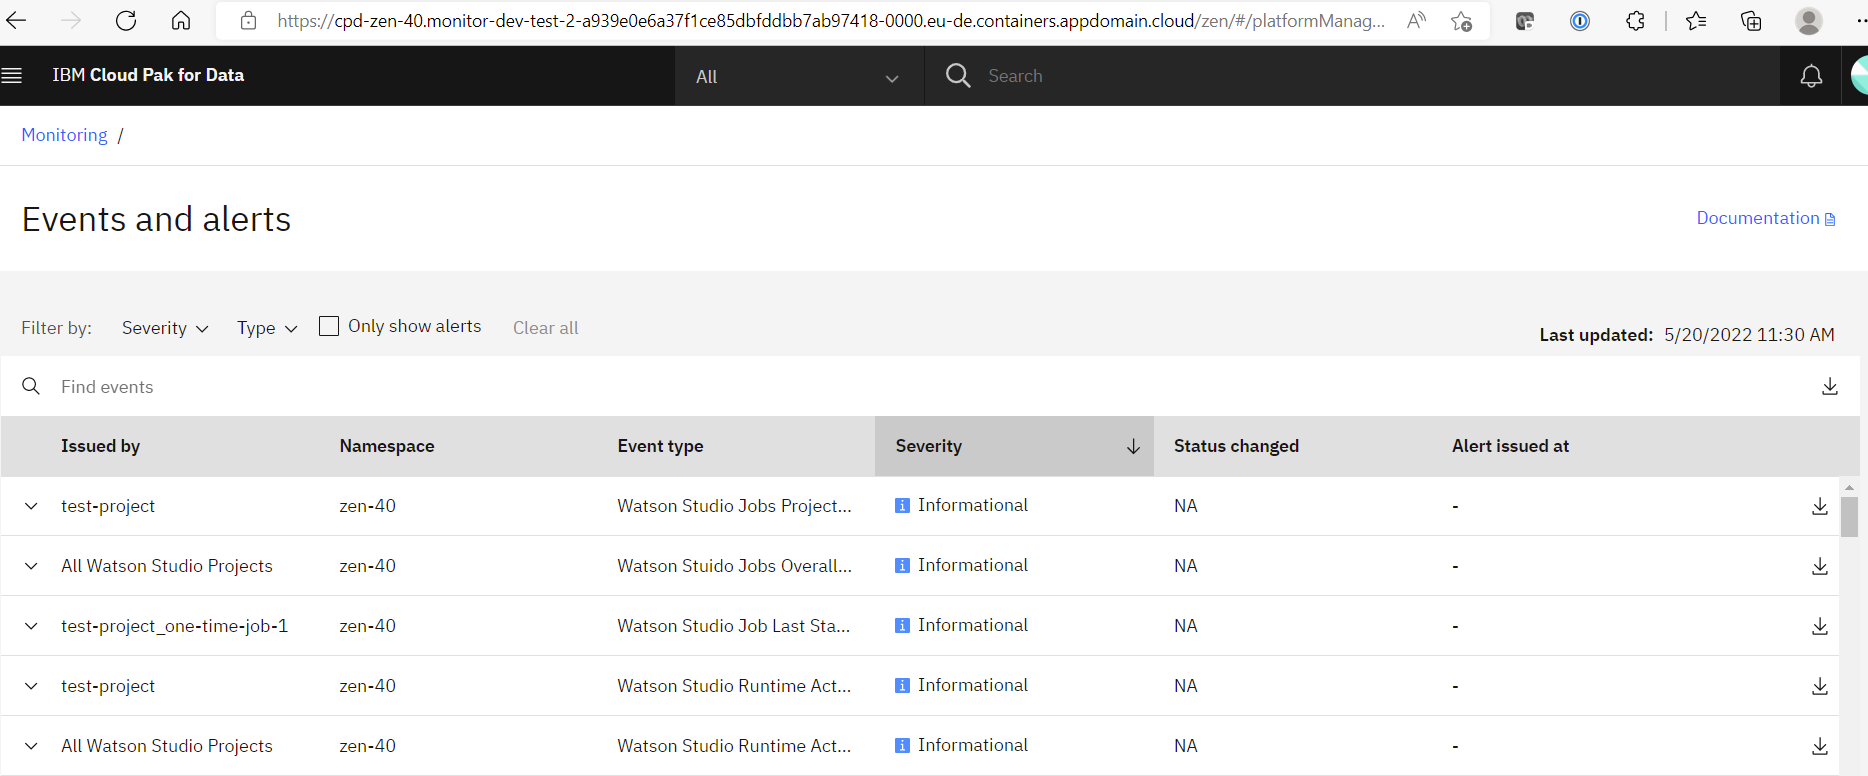 https://cpd-zen-40.monitor-dev-test-2-a939e0e6a37f1ce85dbfddbb7ab97418-0000.eu-de.containers.appdomain.cloud/zen/#/platformManag...
IBM Cloud Pak for Data All Search
Monitoring /
Events and alerts Documentation
Filter by: Severity Type Only show alerts Clear all
Last updated: 5/20/2022 11:30 AM
Find events
Issued by Namespace Event type Severity Status changed Alert issued at
test-project zen-40 Watson Studio Jobs Project... Informational NA -
All Watson Studio Projects zen-40 Watson Stuido Jobs Overall... Informational NA -
test-project_one-time-job-1 zen-40 Watson Studio Job Last Sta... Informational NA -
test-project zen-40 Watson Studio Runtime Act... Informational NA -
All Watson Studio Projects zen-40 Watson Studio Runtime Act... Informational NA -